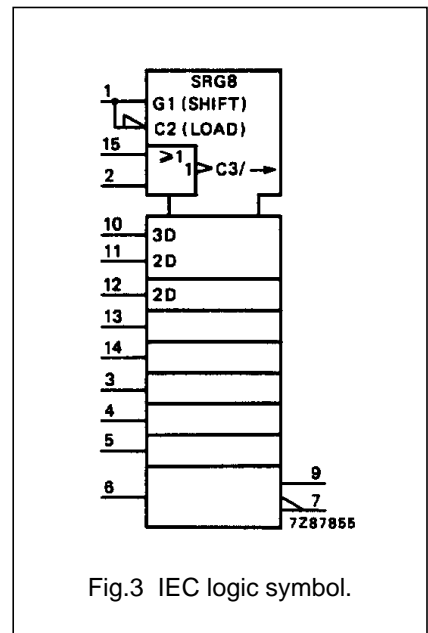 SRG8
1
G1 (SHIFT)
C2 (LOAD)
15
≥1
1 C3/ →
2
10
3D
11
2D
12
2D
13
14
3
4
5
6
9
7
7Z87855
Fig.3 IEC logic symbol.